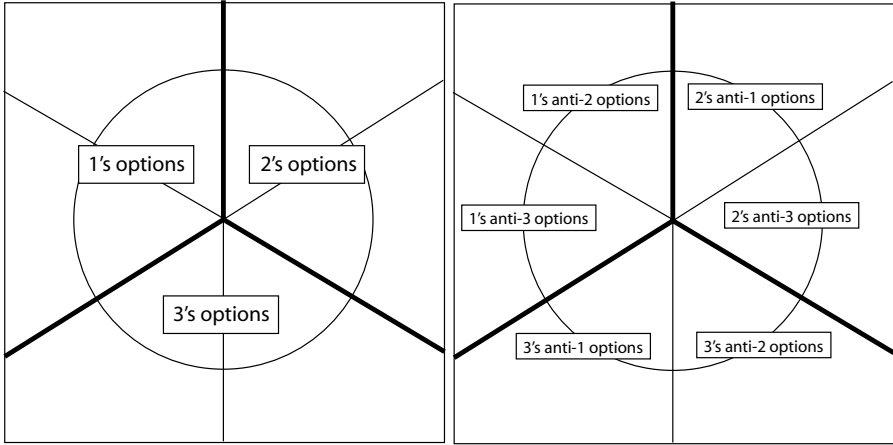 1's options
2's options
3's options
1's anti-2 options
2's anti-1 options
1's anti-3 options
2's anti-3 options
3's anti-1 options
3's anti-2 options